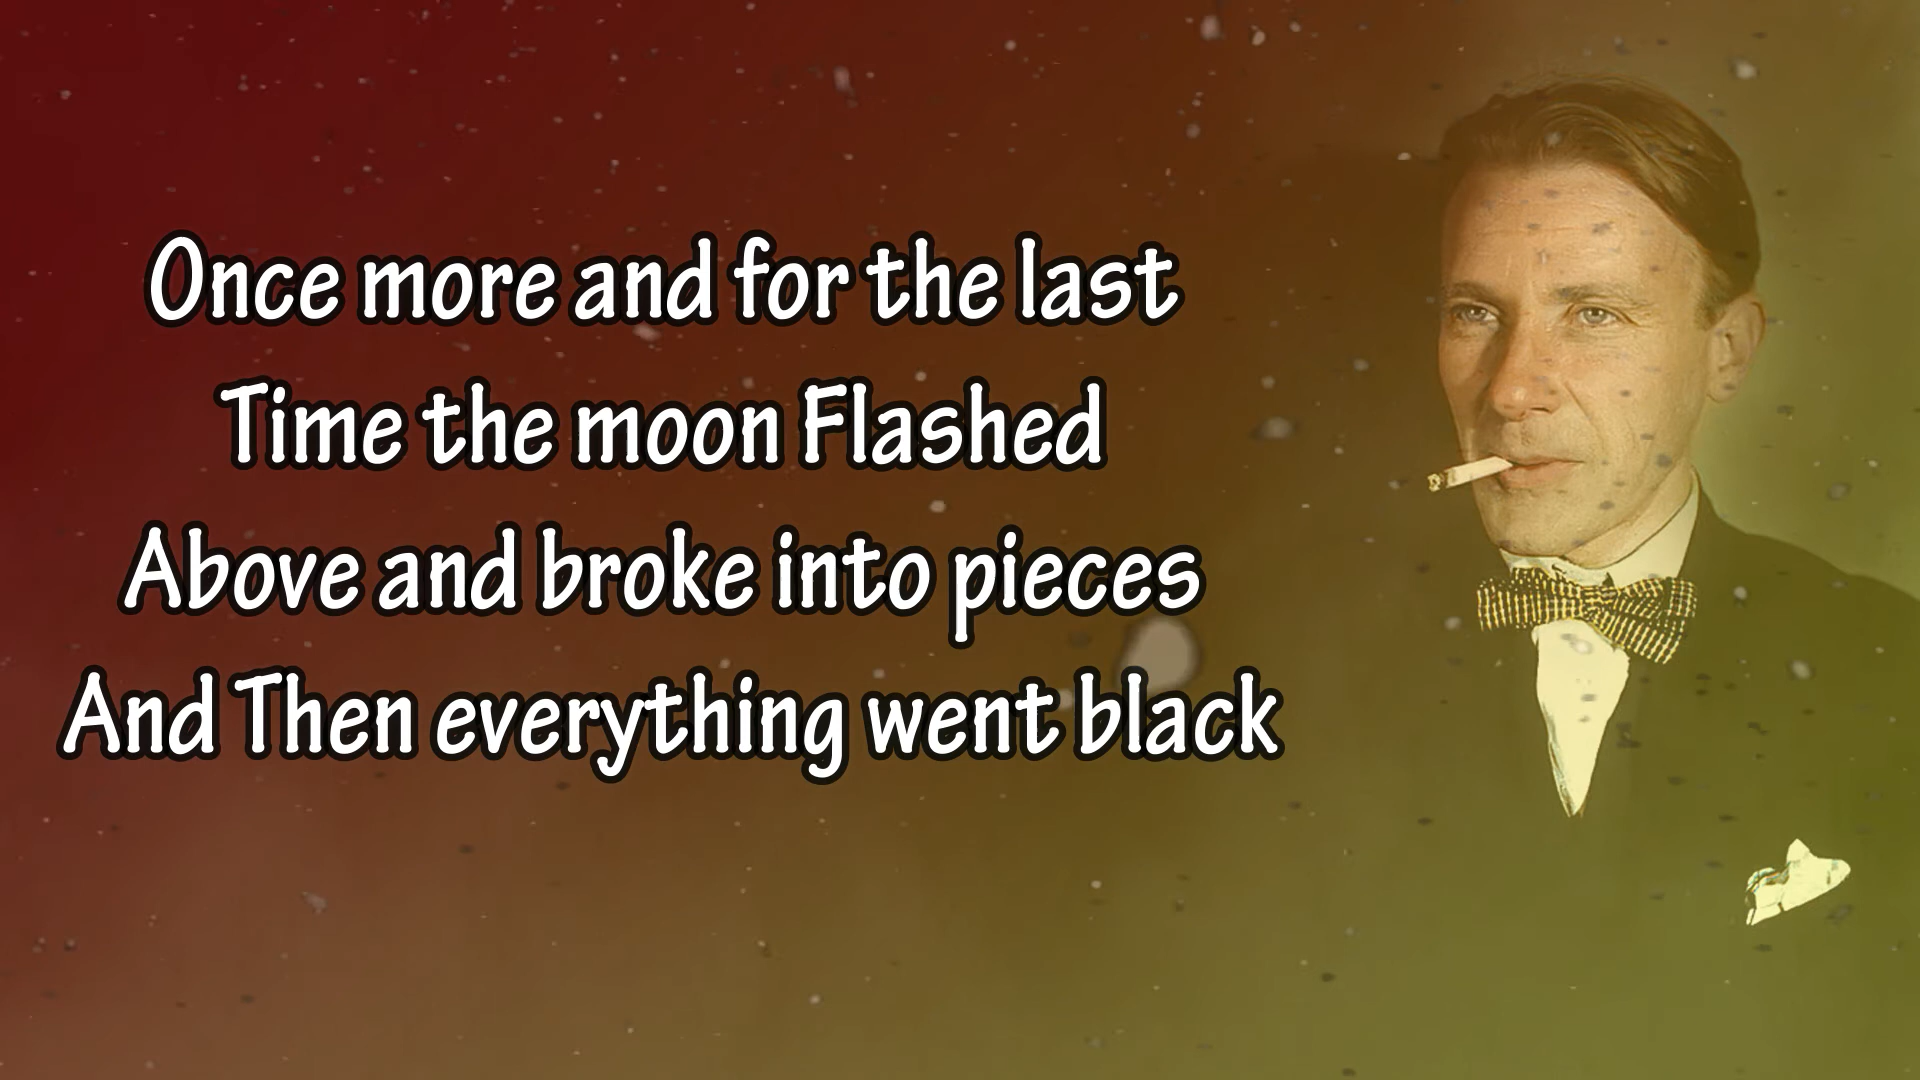 Once more and for the last
Time the moon Flashed
Above and broke into pieces
And Then everything went black